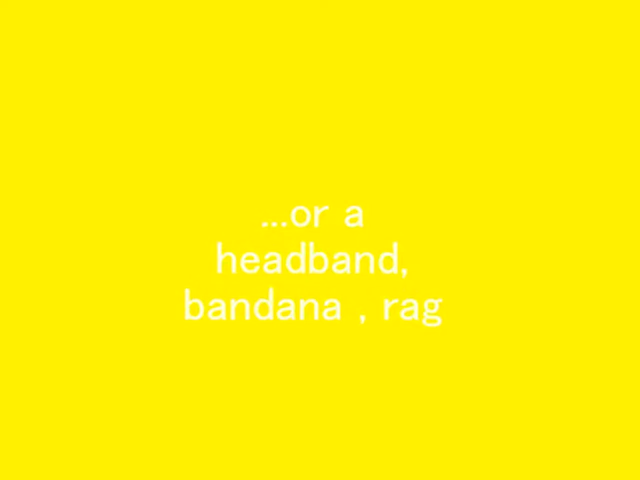 ...or a
headband,
bandana , rag